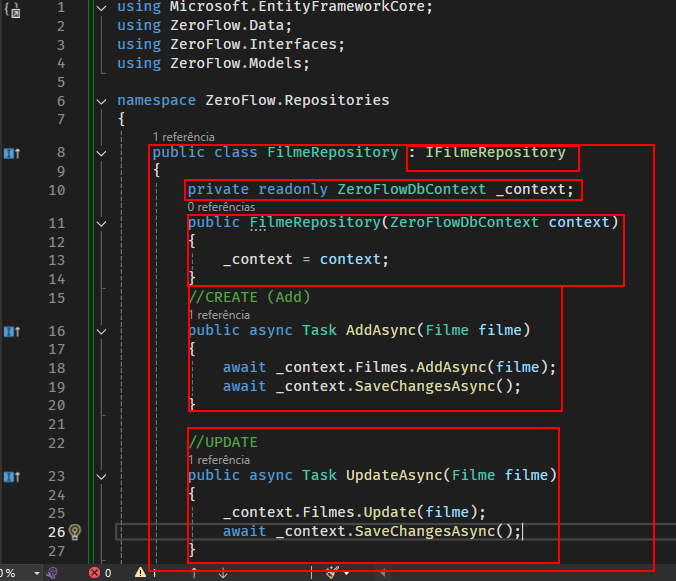 1 using Microsoft.EntityFrameworkCore;
2 using ZeroFlow.Data;
3 using ZeroFlow.Interfaces;
4 using ZeroFlow.Models;
5
6 namespace ZeroFlow.Repositories
7 {
1 referência
8 public class FilmeRepository : IFilmeRepository
9 {
10 private readonly ZeroFlowDbContext _context;
0 referências
11 public FilmeRepository(ZeroFlowDbContext context)
12 {
13 _context = context;
14 }
15 //CREATE (Add)
1 referência
16 public async Task AddAsync(Filme filme)
17 {
18 await _context.Filmes.AddAsync(filme);
19 await _context.SaveChangesAsync();
20 }
21
22 //UPDATE
1 referência
23 public async Task UpdateAsync(Filme filme)
24 {
25 _context.Filmes.Update(filme);
26 await _context.SaveChangesAsync();
27 }
0 % 0 1